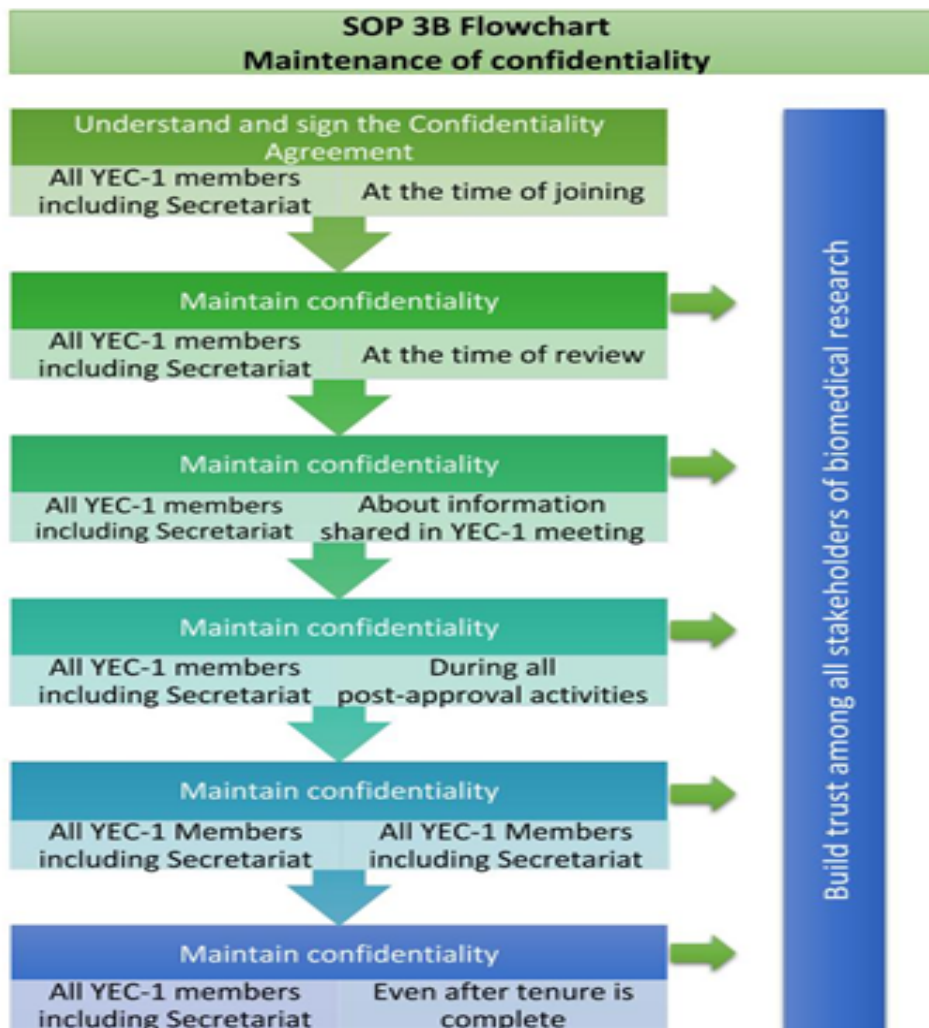 SOP 3B Flowchart
Maintenance of confidentiality
Understand and sign the Confidentiality
Agreement
All YEC-1 members
including Secretariat
At the time of joining
Maintain confidentiality
All YEC-1 members
including Secretariat
At the time of review
Maintain confidentiality
All YEC-1 members
including Secretariat
About information
shared in YEC-1 meeting
Maintain confidentiality
All YEC-1 members
including Secretariat
During all
post-approval activities
Maintain confidentiality
All YEC-1 Members
including Secretariat
All YEC-1 Members
including Secretariat
Maintain confidentiality
All YEC-1 members
including Secretariat
Even after tenure is
complete
Build trust among all stakeholders of biomedical research